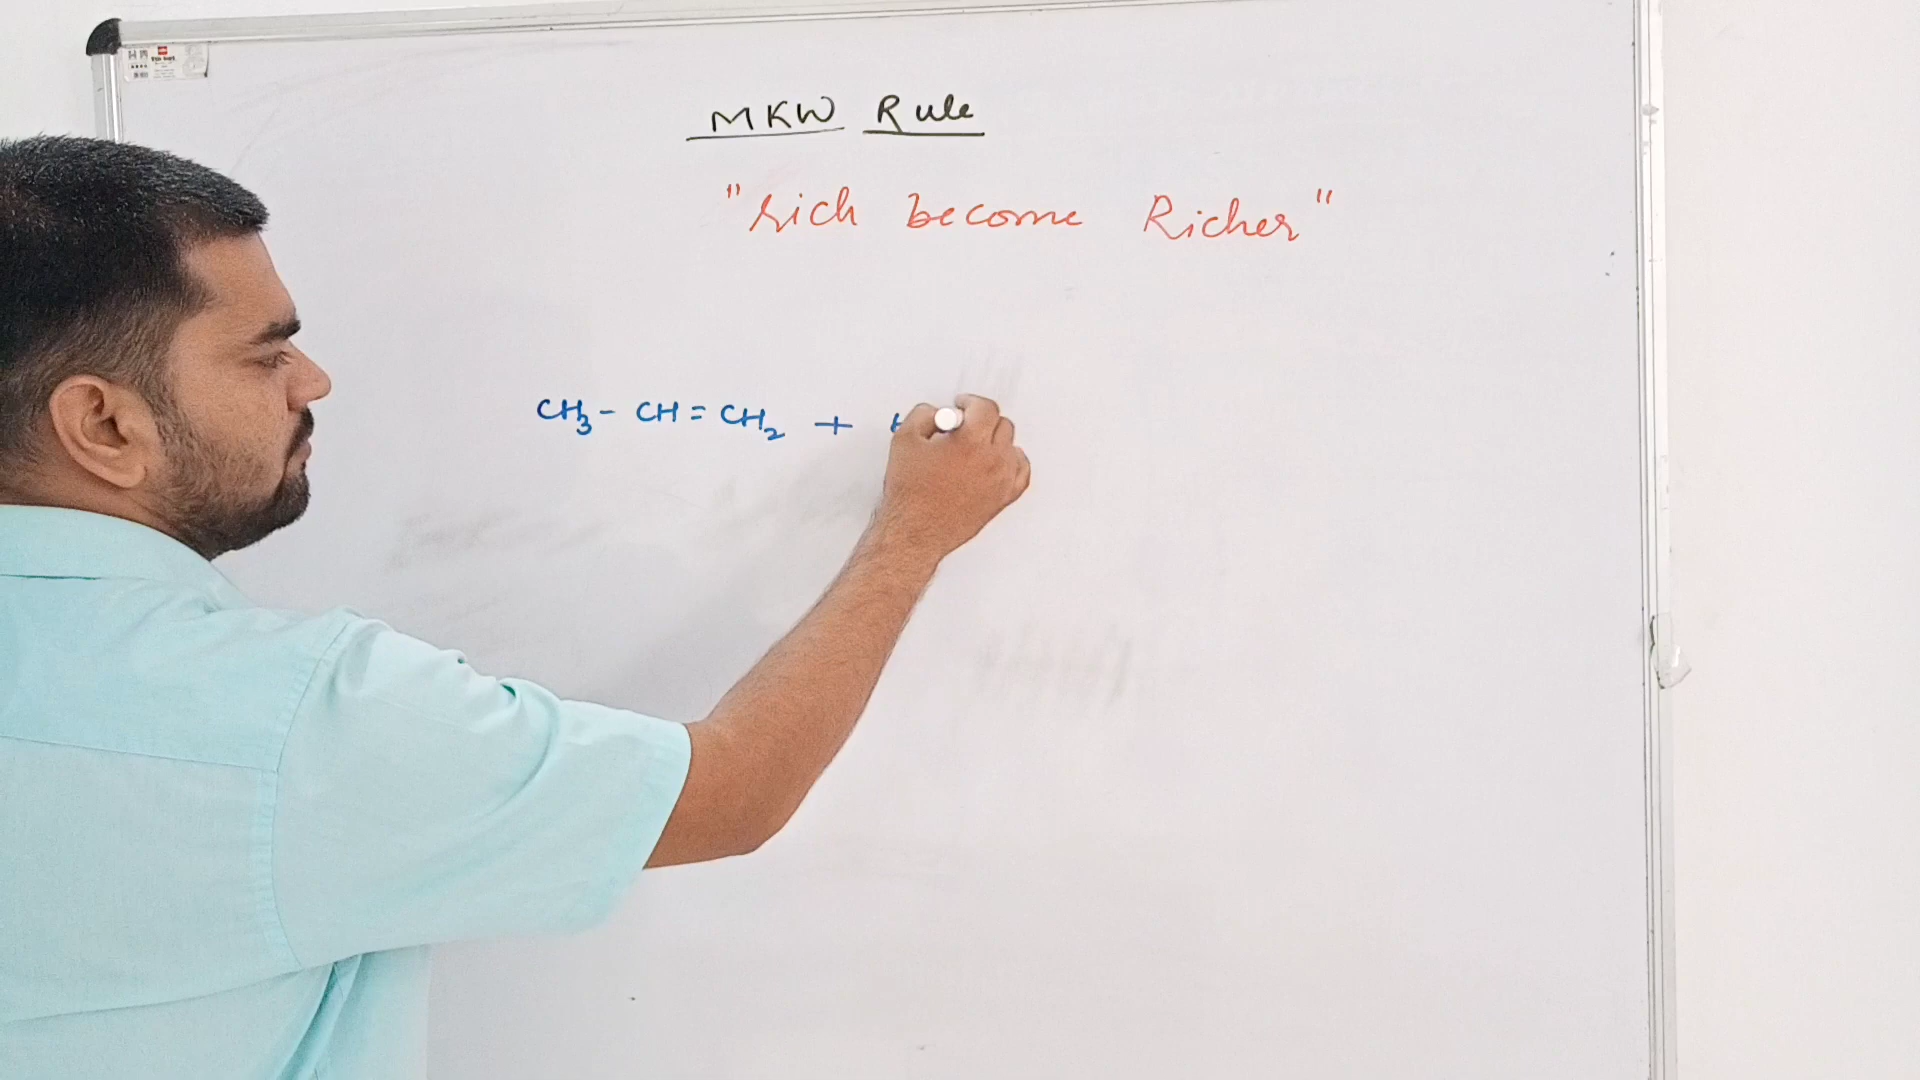 MKW Rule
"rich become Richer"
CH₃ - CH = CH₂ +